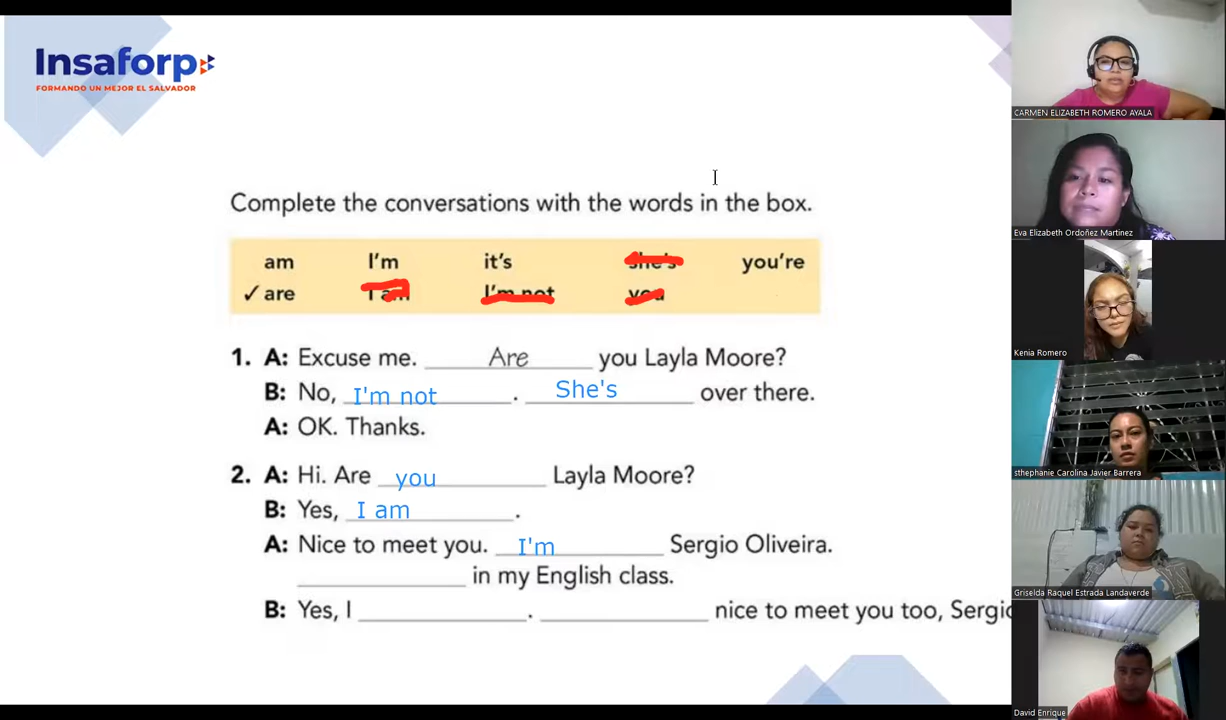 Insaforp
FORMANDO UN MEJOR EL SALVADOR
Complete the conversations with the words in the box.
am I'm it's she's you're
✓ are I am I'm not you
1. A: Excuse me. Are you Layla Moore?
B: No, I'm not . She's over there.
A: OK. Thanks.
2. A: Hi. Are you Layla Moore?
B: Yes, I am .
A: Nice to meet you. I'm Sergio Oliveira.
in my English class.
B: Yes, I . nice to meet you too, Sergio
CARMEN ELIZABETH ROMERO AYALA
Eva Elizabeth Ordoñez Martinez
Kenia Romero
sthephanie Carolina Javier Barrera
Griselda Raquel Estrada Landaverde
David Enrique